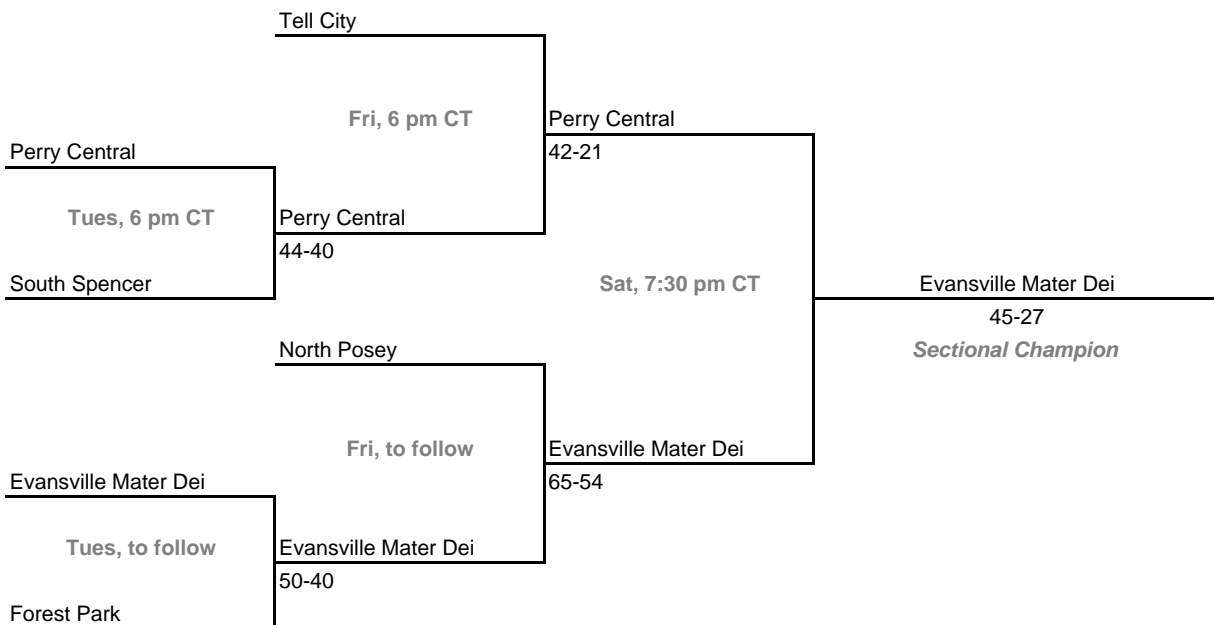 Tell City
Fri, 6 pm CT
Perry Central
Perry Central
42-21
Tues, 6 pm CT
Perry Central
44-40
South Spencer
Sat, 7:30 pm CT
Evansville Mater Dei
45-27
North Posey
Sectional Champion
Fri, to follow
Evansville Mater Dei
Evansville Mater Dei
65-54
Tues, to follow
Evansville Mater Dei
50-40
Forest Park